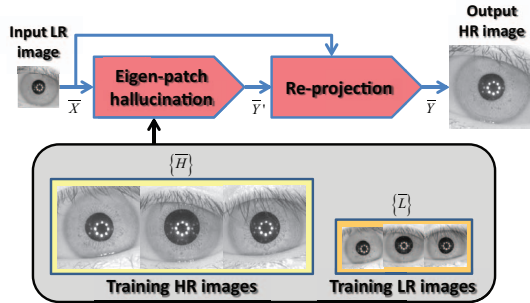 Input LR
image
Output
HR image
Eigen-patch
hallucination
Re-projection
X̅
Y̅'
Y̅
{H̅}
{L̅}
Training HR images
Training LR images